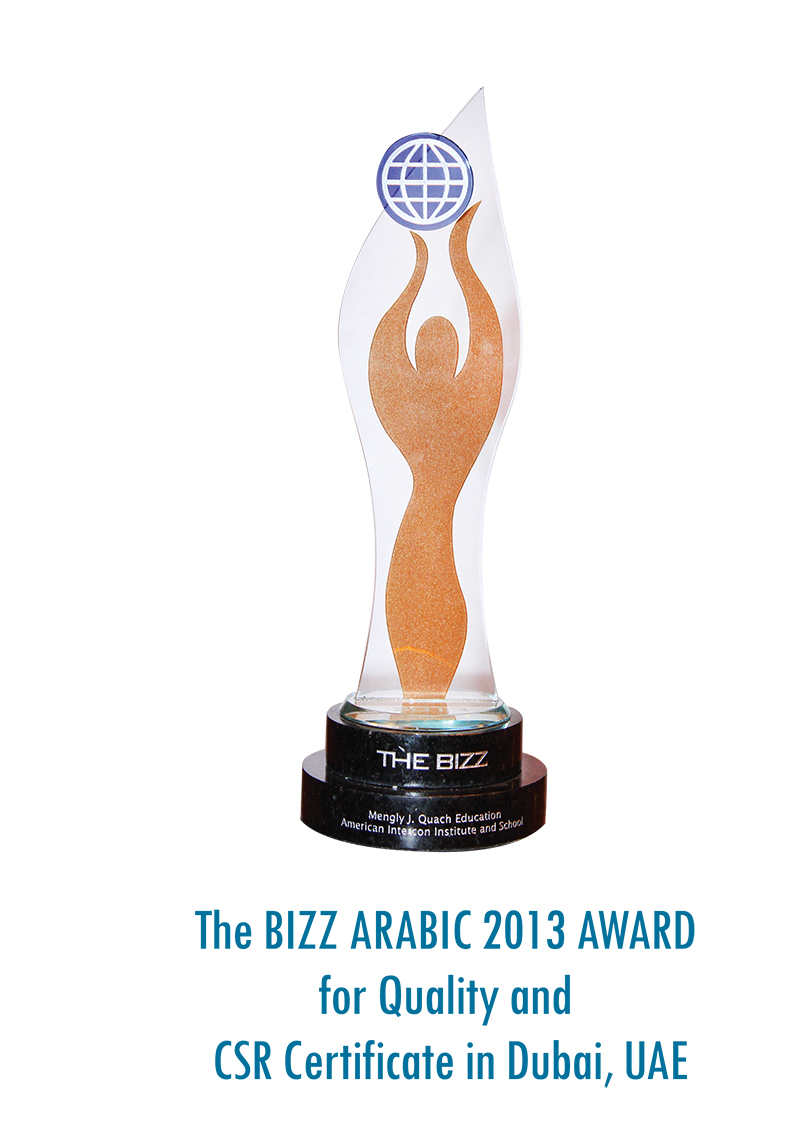 THE BIZZ
Mengly J. Quach Education
American Intercon Institute and School
The BIZZ ARABIC 2013 AWARD
for Quality and
CSR Certificate in Dubai, UAE